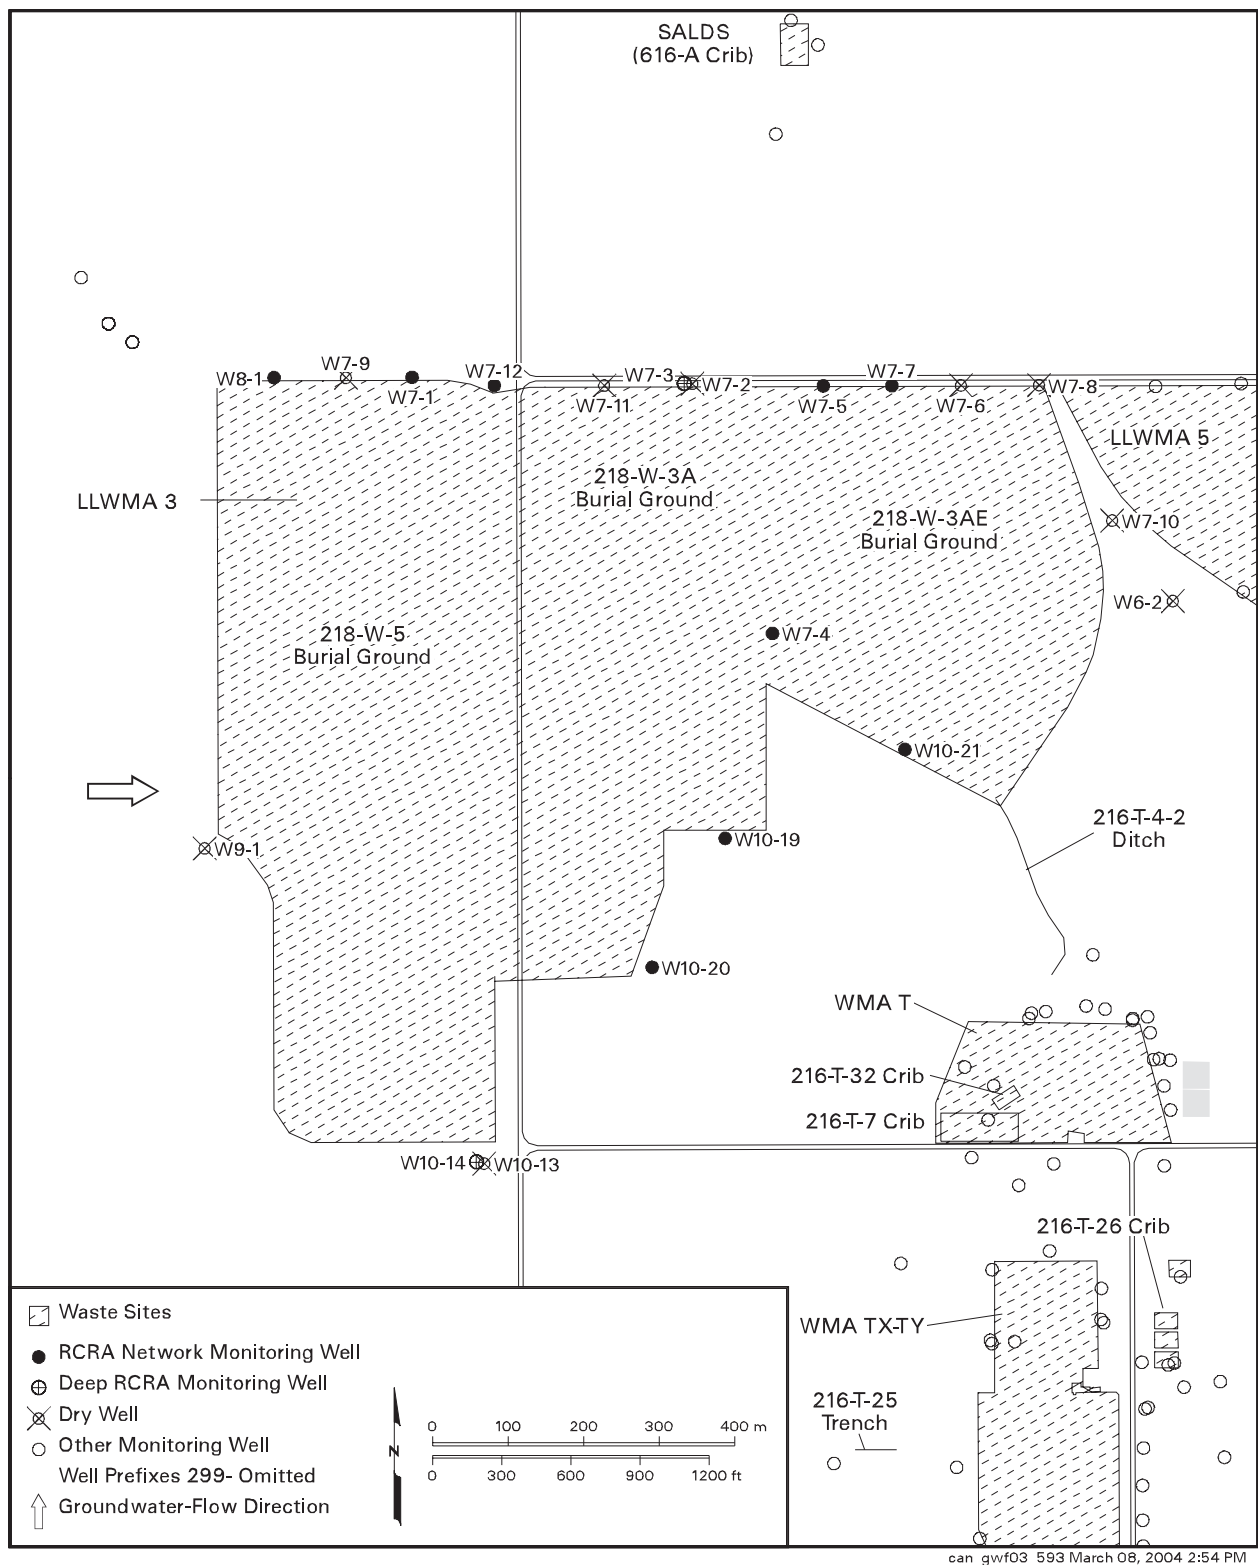 SALDS
(616-A Crib)
W8-1
W7-9
W7-1
W7-12
W7-11
W7-3
W7-2
W7-5
W7-7
W7-6
W7-8
LLWMA 5
LLWMA 3
218-W-3A
Burial Ground
218-W-3AE
Burial Ground
W7-10
W6-2
218-W-5
Burial Ground
W7-4
W10-21
W9-1
W10-19
216-T-4-2
Ditch
W10-20
WMA T
216-T-32 Crib
216-T-7 Crib
W10-14
W10-13
216-T-26 Crib
WMA TX-TY
216-T-25
Trench
Waste Sites
RCRA Network Monitoring Well
Deep RCRA Monitoring Well
Dry Well
Other Monitoring Well
Well Prefixes 299- Omitted
Groundwater-Flow Direction
N
0 100 200 300 400 m
0 300 600 900 1200 ft
can_gwf03_593 March 08, 2004 2:54 PM